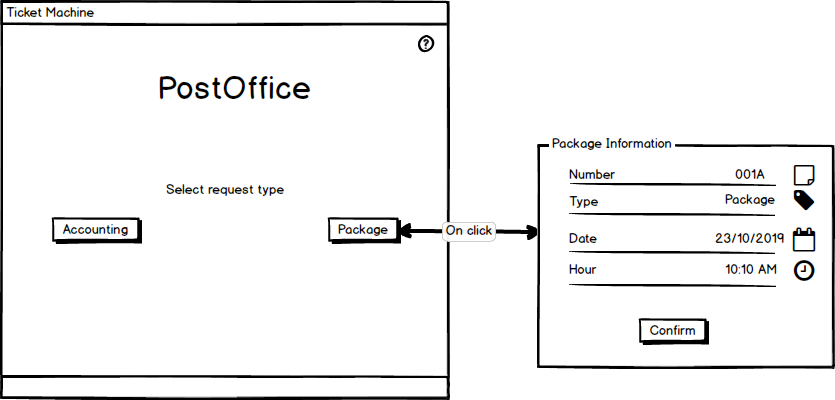 Ticket Machine
?
PostOffice
Select request type
Accounting
Package
On click
Package Information
Number 001A
Type Package
Date 23/10/2019
Hour 10:10 AM
Confirm